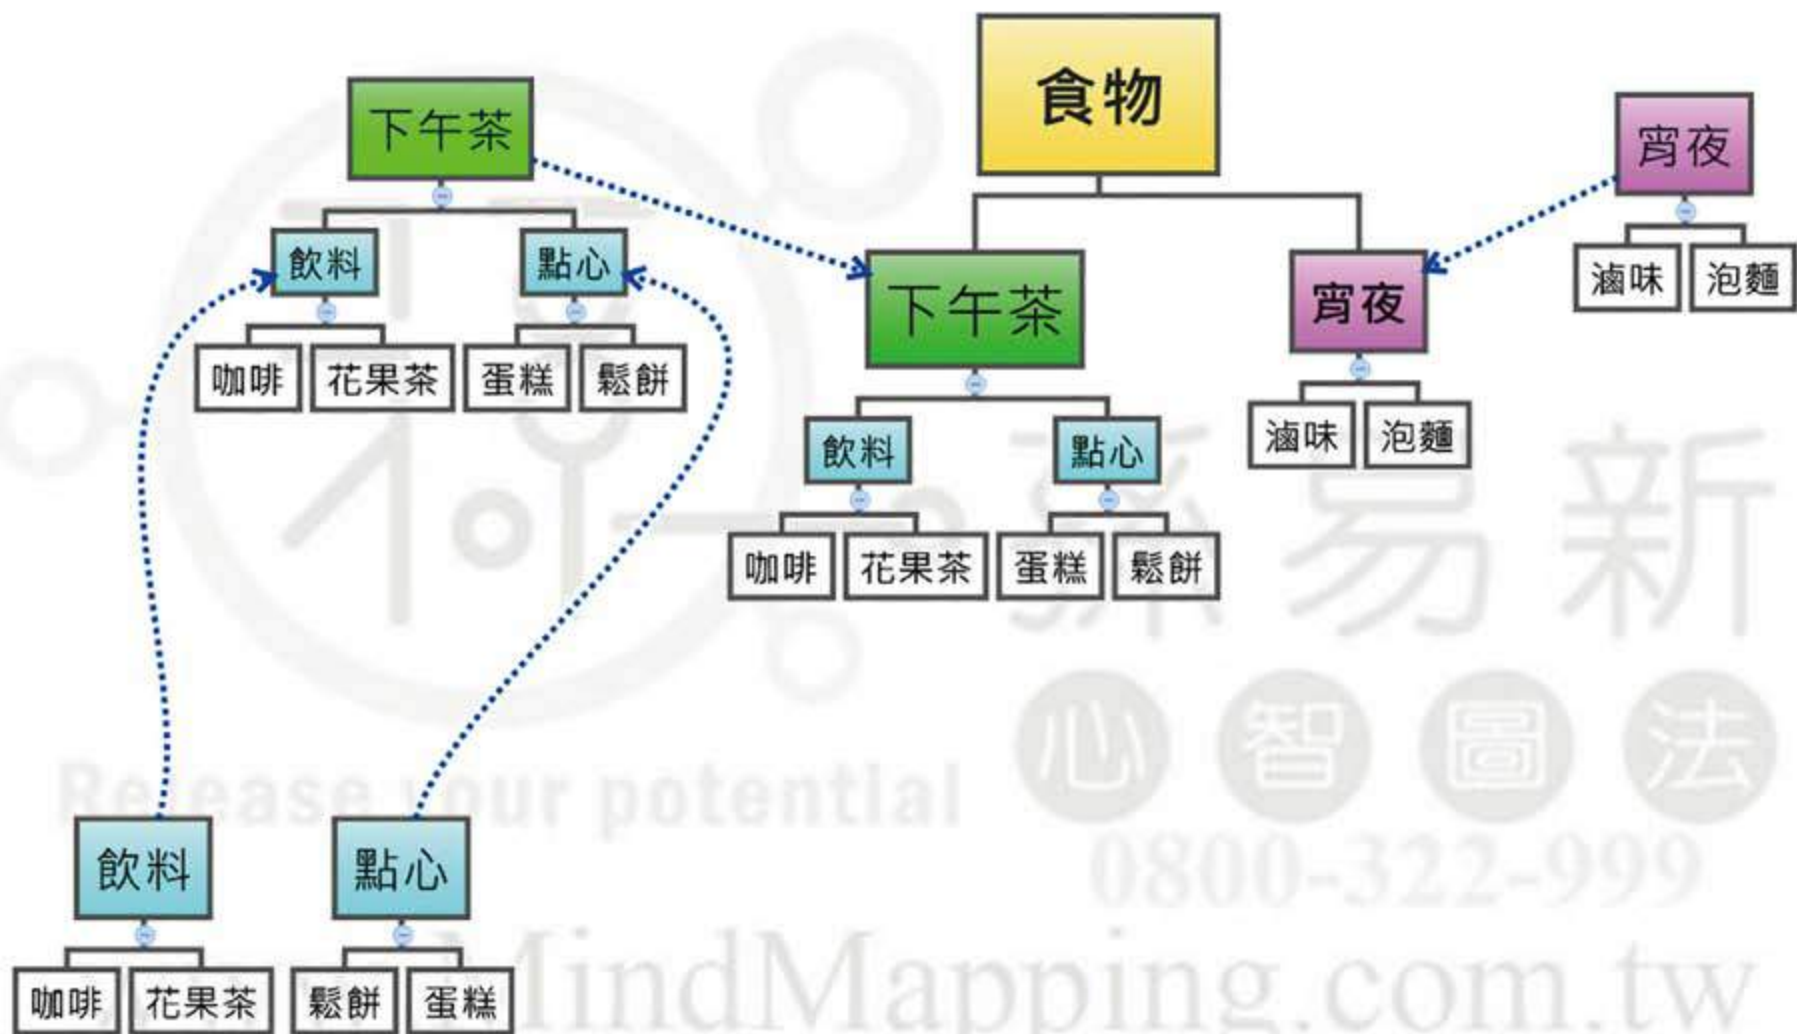 食物
下午茶
宵夜
飲料 點心
滷味 泡麵
咖啡 花果茶 蛋糕 鬆餅
下午茶 宵夜
飲料 點心
滷味 泡麵
咖啡 花果茶 蛋糕 鬆餅
孫易新
心智圖法
Release your potential
0800-322-999
飲料 點心
咖啡 花果茶 鬆餅 蛋糕
MindMapping.com.tw